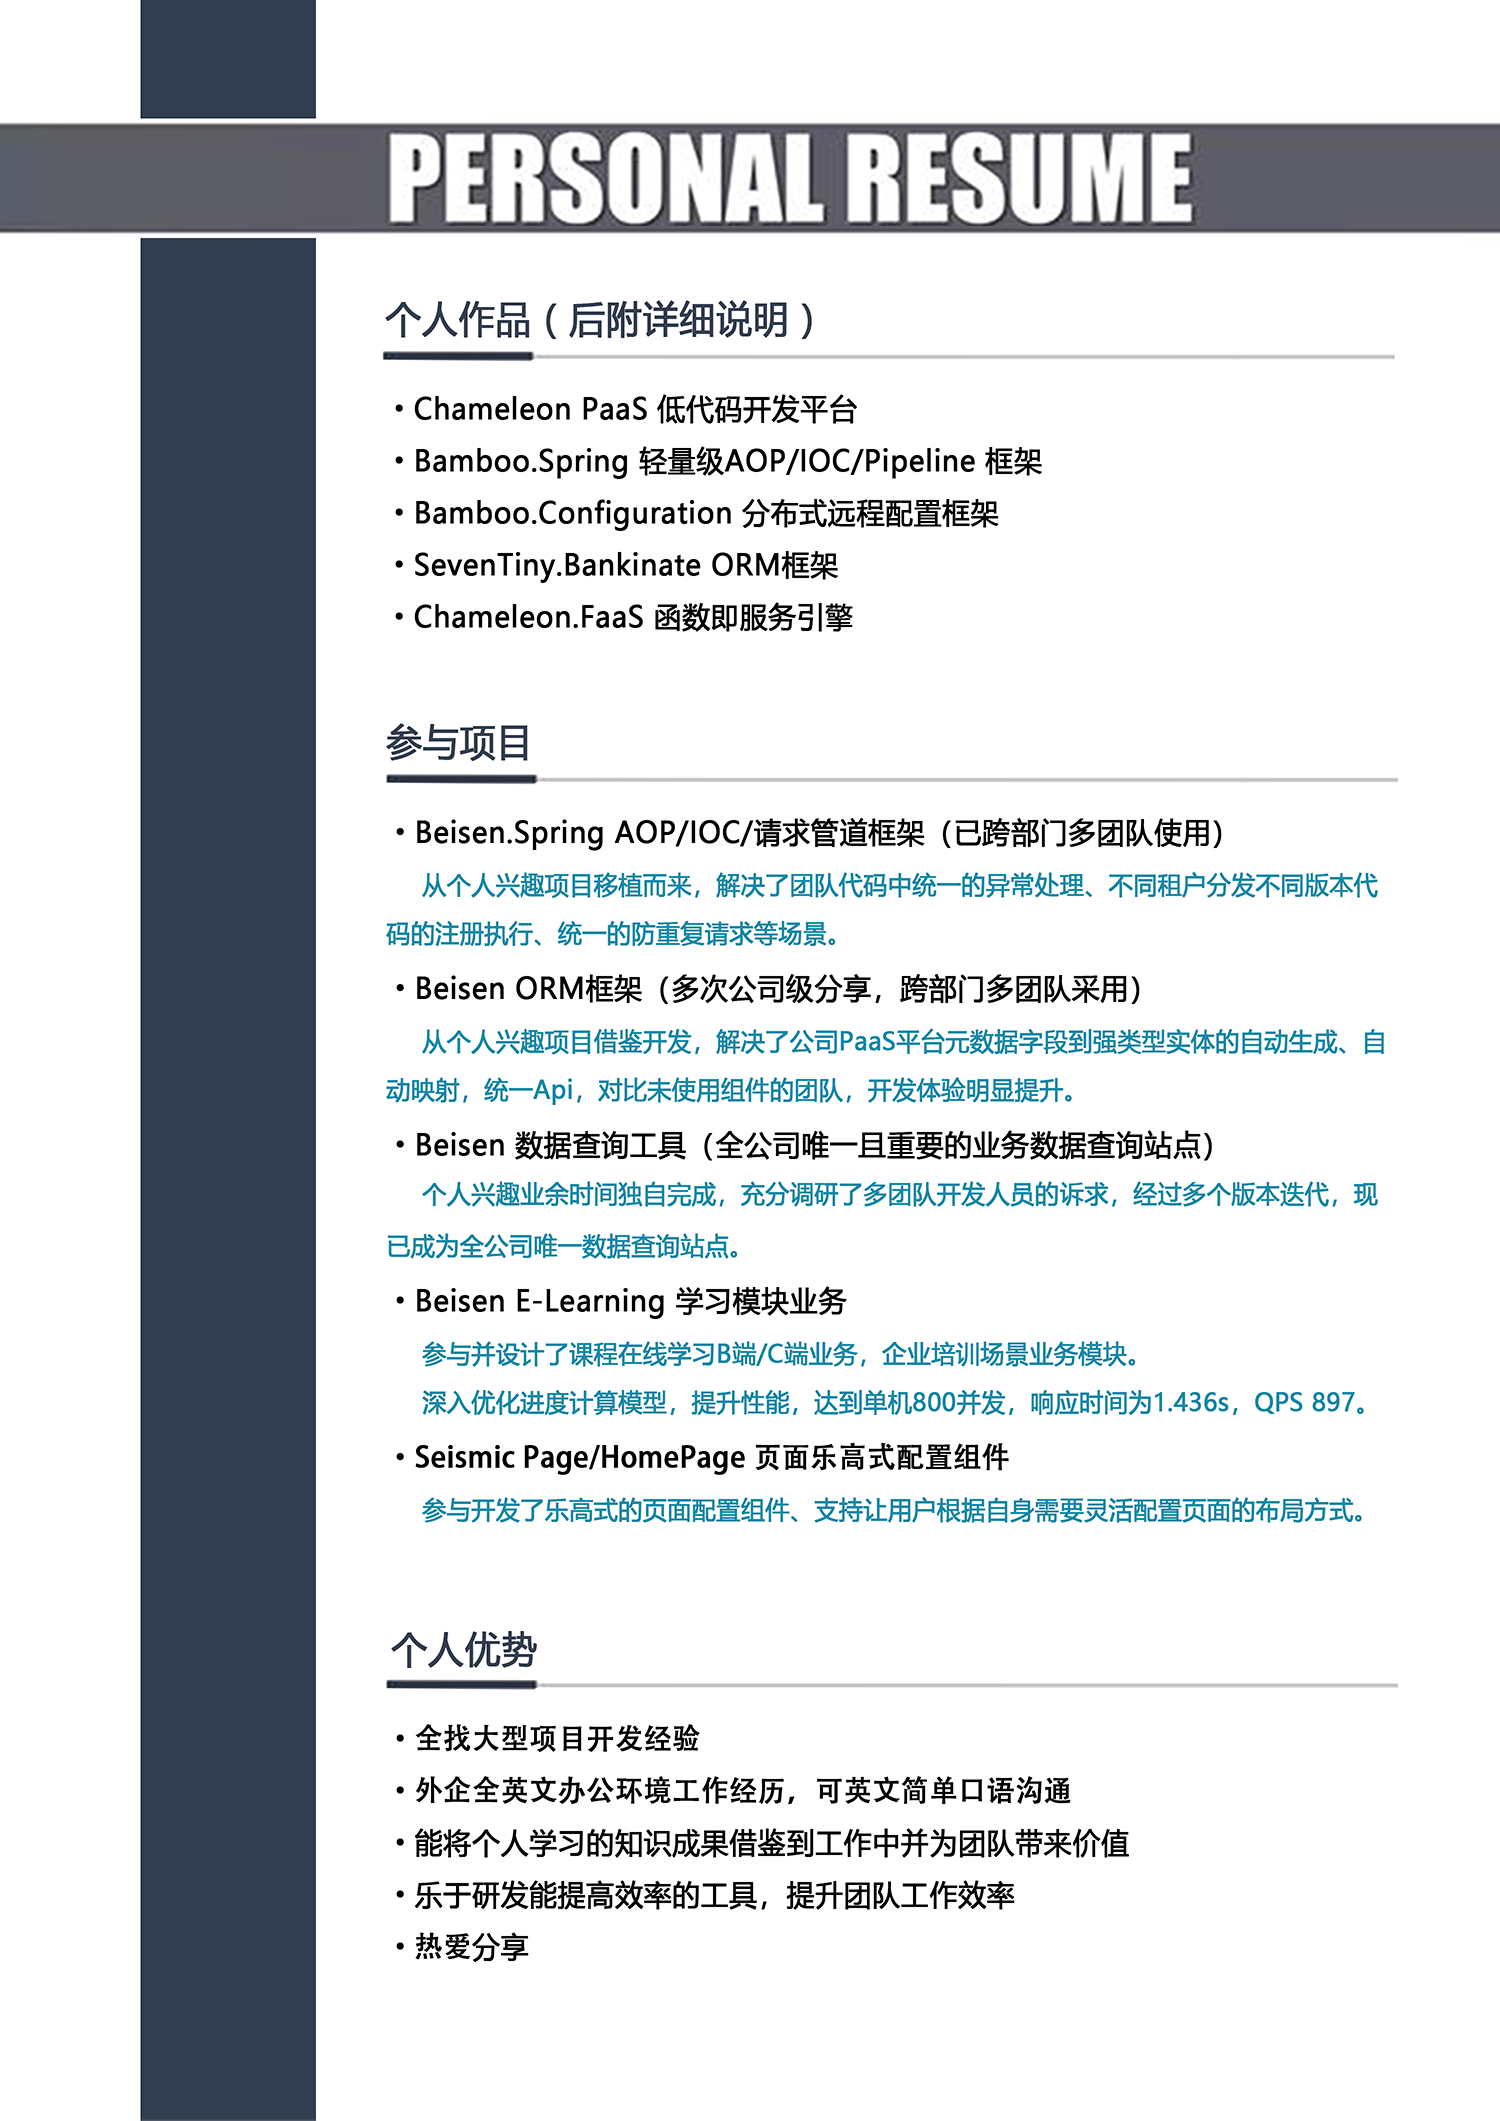 PERSONAL RESUME
个人作品（后附详细说明）
·Chameleon PaaS 低代码开发平台
·Bamboo.Spring 轻量级AOP/IOC/Pipeline 框架
·Bamboo.Configuration 分布式远程配置框架
·SevenTiny.Bankinate ORM框架
·Chameleon.FaaS 函数即服务引擎
参与项目
·Beisen.Spring AOP/IOC/请求管道框架（已跨部门多团队使用）
从个人兴趣项目移植而来，解决了团队代码中统一的异常处理、不同租户分发不同版本代
码的注册执行、统一的防重复请求等场景。
·Beisen ORM框架（多次公司级分享，跨部门多团队采用）
从个人兴趣项目借鉴开发，解决了公司PaaS平台元数据字段到强类型实体的自动生成、自
动映射，统一Api，对比未使用组件的团队，开发体验明显提升。
·Beisen 数据查询工具（全公司唯一且重要的业务数据查询站点）
个人兴趣业余时间独自完成，充分调研了多团队开发人员的诉求，经过多个版本迭代，现
已成为全公司唯一数据查询站点。
·Beisen E-Learning 学习模块业务
参与并设计了课程在线学习B端/C端业务，企业培训场景业务模块。
深入优化进度计算模型，提升性能，达到单机800并发，响应时间为1.436s，QPS 897。
·Seismic Page/HomePage 页面乐高式配置组件
参与开发了乐高式的页面配置组件、支持让用户根据自身需要灵活配置页面的布局方式。
个人优势
·全找大型项目开发经验
·外企全英文办公环境工作经历，可英文简单口语沟通
·能将个人学习的知识成果借鉴到工作中并为团队带来价值
·乐于研发能提高效率的工具，提升团队工作效率
·热爱分享